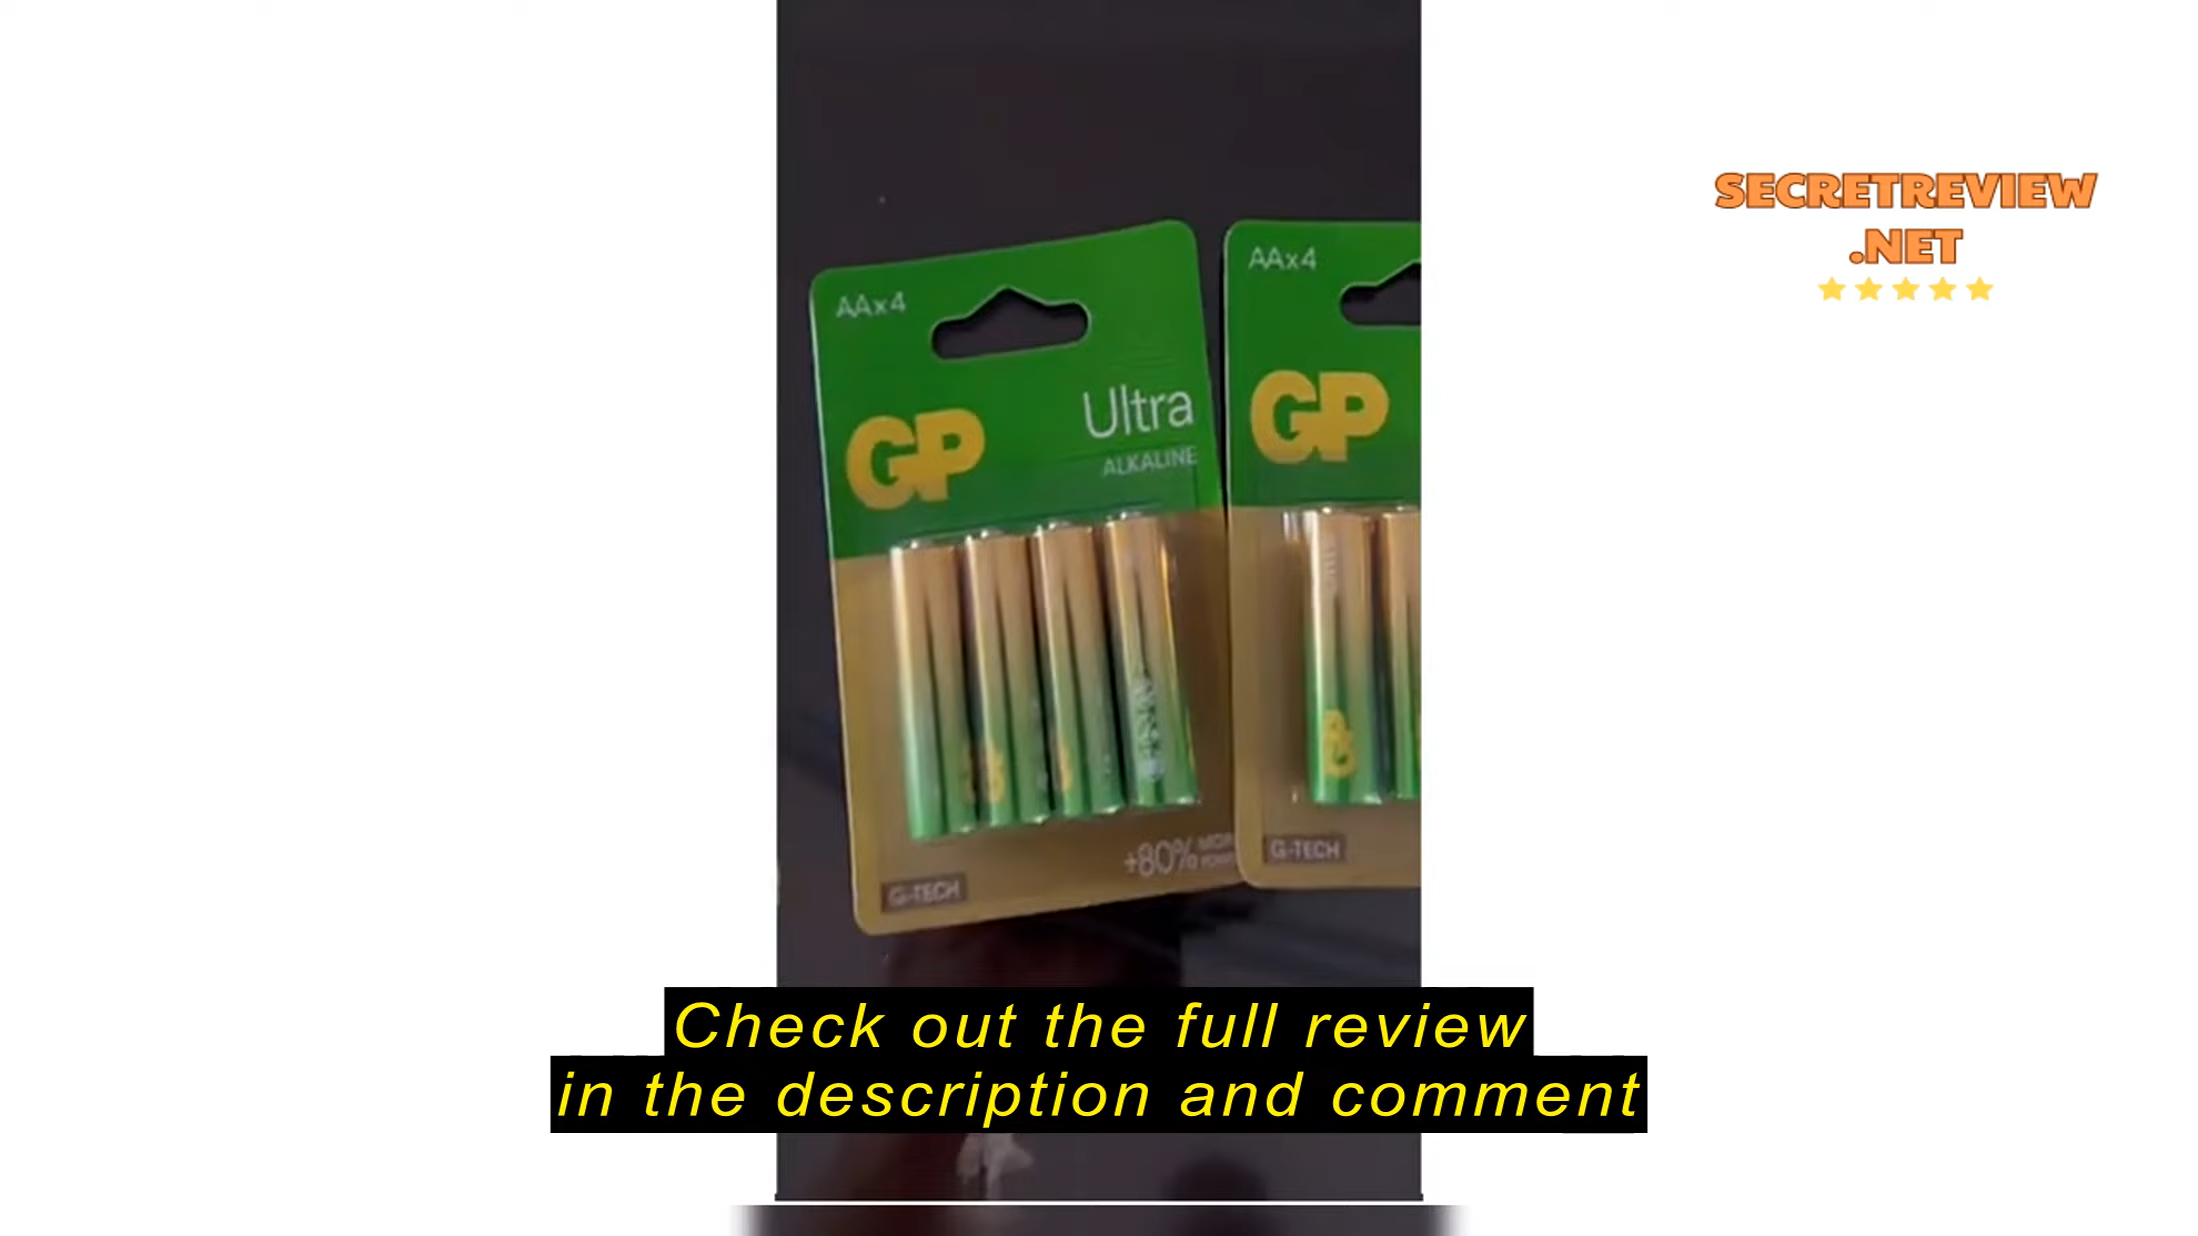 SECRETREVIEW
.NET
AAx4
GP
Ultra
ALKALINE
+80%
G-TECH
AAx4
GP
GP
G-TECH
Check out the full review
in the description and comment